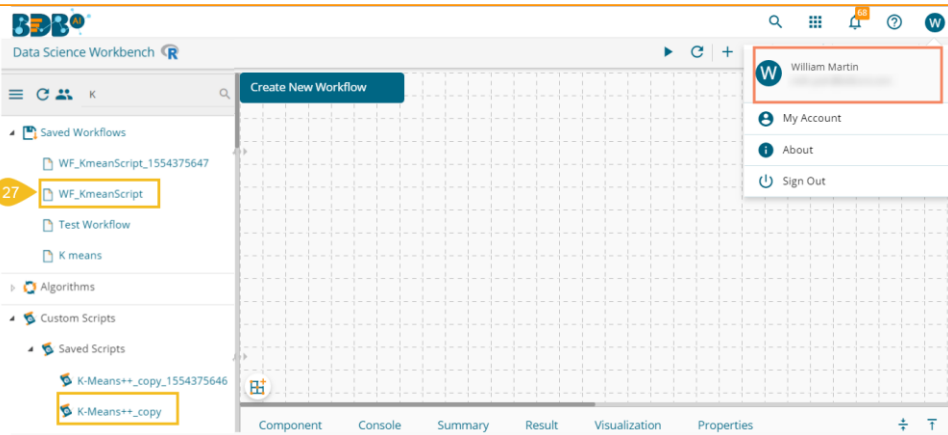 BDB AI
68
W
Data Science Workbench R
K
Create New Workflow
W William Martin
My Account
About
Sign Out
Saved Workflows
WF_KmeanScript_1554375647
27 WF_KmeanScript
Test Workflow
K means
Algorithms
Custom Scripts
Saved Scripts
K-Means++_copy_1554375646
K-Means++_copy
Component Console Summary Result Visualization Properties